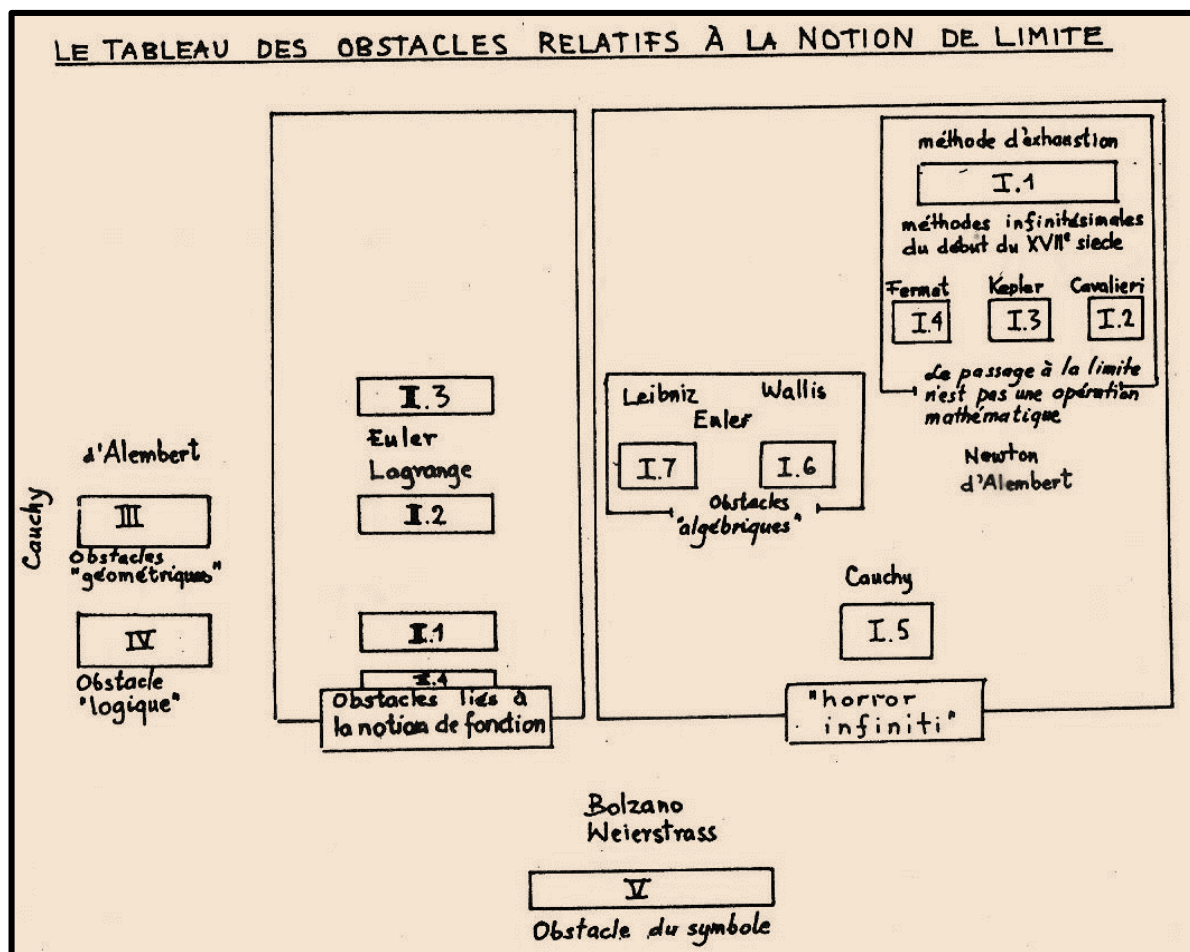 LE TABLEAU DES OBSTACLES RELATIFS À LA NOTION DE LIMITE
méthode d'exhaustion
I.1
méthodes infinitésimales
du début du XVIIe siecle
Fermat Kepler Cavalieri
I.4 I.3 I.2
Le passage à la limite
n'est pas une opération
mathématique
Newton
d'Alembert
Leibniz Wallis
Euler
I.7 I.6
Obstacles
"algébriques"
Cauchy
I.5
"horror
infiniti"
II.3
Euler
Lagrange
II.2
II.1
II.4
Obstacles liés à
la notion de fonction
Cauchy
d'Alembert
III
Obstacles
"géométriques"
IV
Obstacle
"logique"
Bolzano
Weierstrass
V
Obstacle du symbole